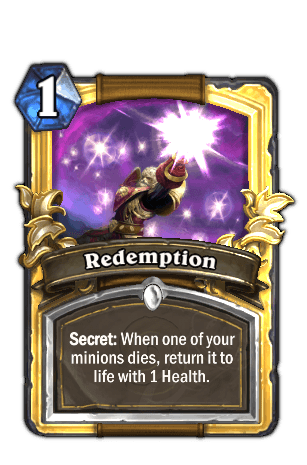 1
Redemption
Secret: When one of your
minions dies, return it to
life with 1 Health.